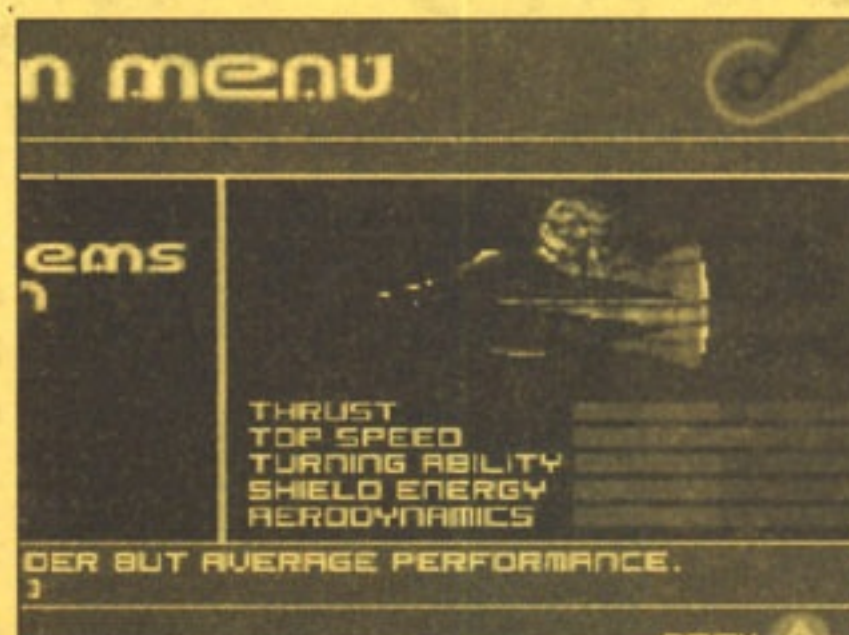 n menu
ems
THRUST
TOP SPEED
TURNING ABILITY
SHIELD ENERGY
AERODYNAMICS
DER BUT AVERAGE PERFORMANCE.